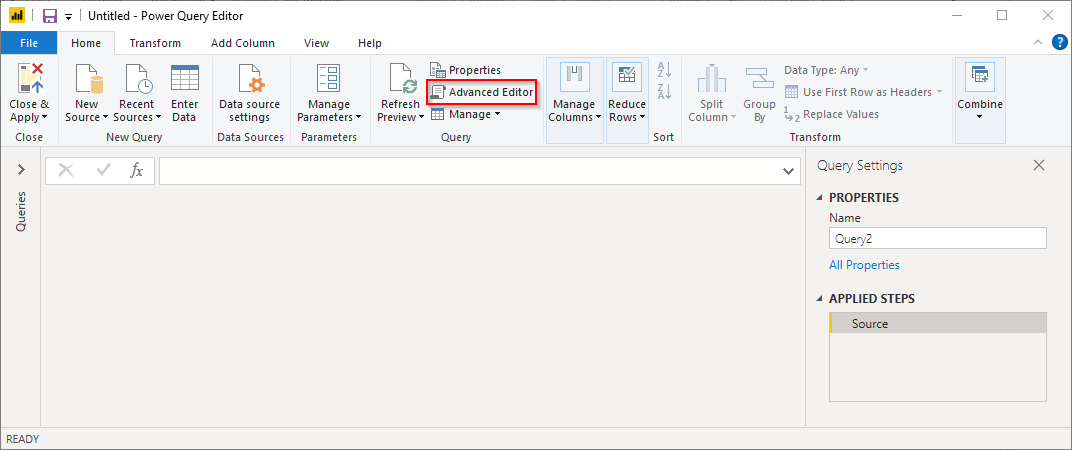 Untitled - Power Query Editor
File Home Transform Add Column View Help
Close & Apply
New Source
Recent Sources
Enter Data
Data source settings
Manage Parameters
Refresh Preview
Properties
Advanced Editor
Manage
Manage Columns
Reduce Rows
A Z
Z A
Split Column
Group By
Data Type: Any
Use First Row as Headers
1 2 Replace Values
Combine
Close New Query Data Sources Parameters Query Sort Transform
Queries
fx
Query Settings
PROPERTIES
Name
Query2
All Properties
APPLIED STEPS
Source
READY